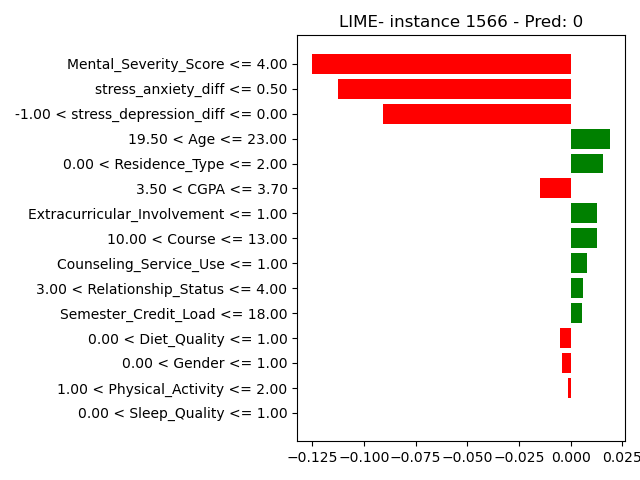 LIME- instance 1566 - Pred: 0
Mental_Severity_Score <= 4.00
stress_anxiety_diff <= 0.50
-1.00 < stress_depression_diff <= 0.00
19.50 < Age <= 23.00
0.00 < Residence_Type <= 2.00
3.50 < CGPA <= 3.70
Extracurricular_Involvement <= 1.00
10.00 < Course <= 13.00
Counseling_Service_Use <= 1.00
3.00 < Relationship_Status <= 4.00
Semester_Credit_Load <= 18.00
0.00 < Diet_Quality <= 1.00
0.00 < Gender <= 1.00
1.00 < Physical_Activity <= 2.00
0.00 < Sleep_Quality <= 1.00
−0.125 −0.100 −0.075 −0.050 −0.025 0.000 0.025